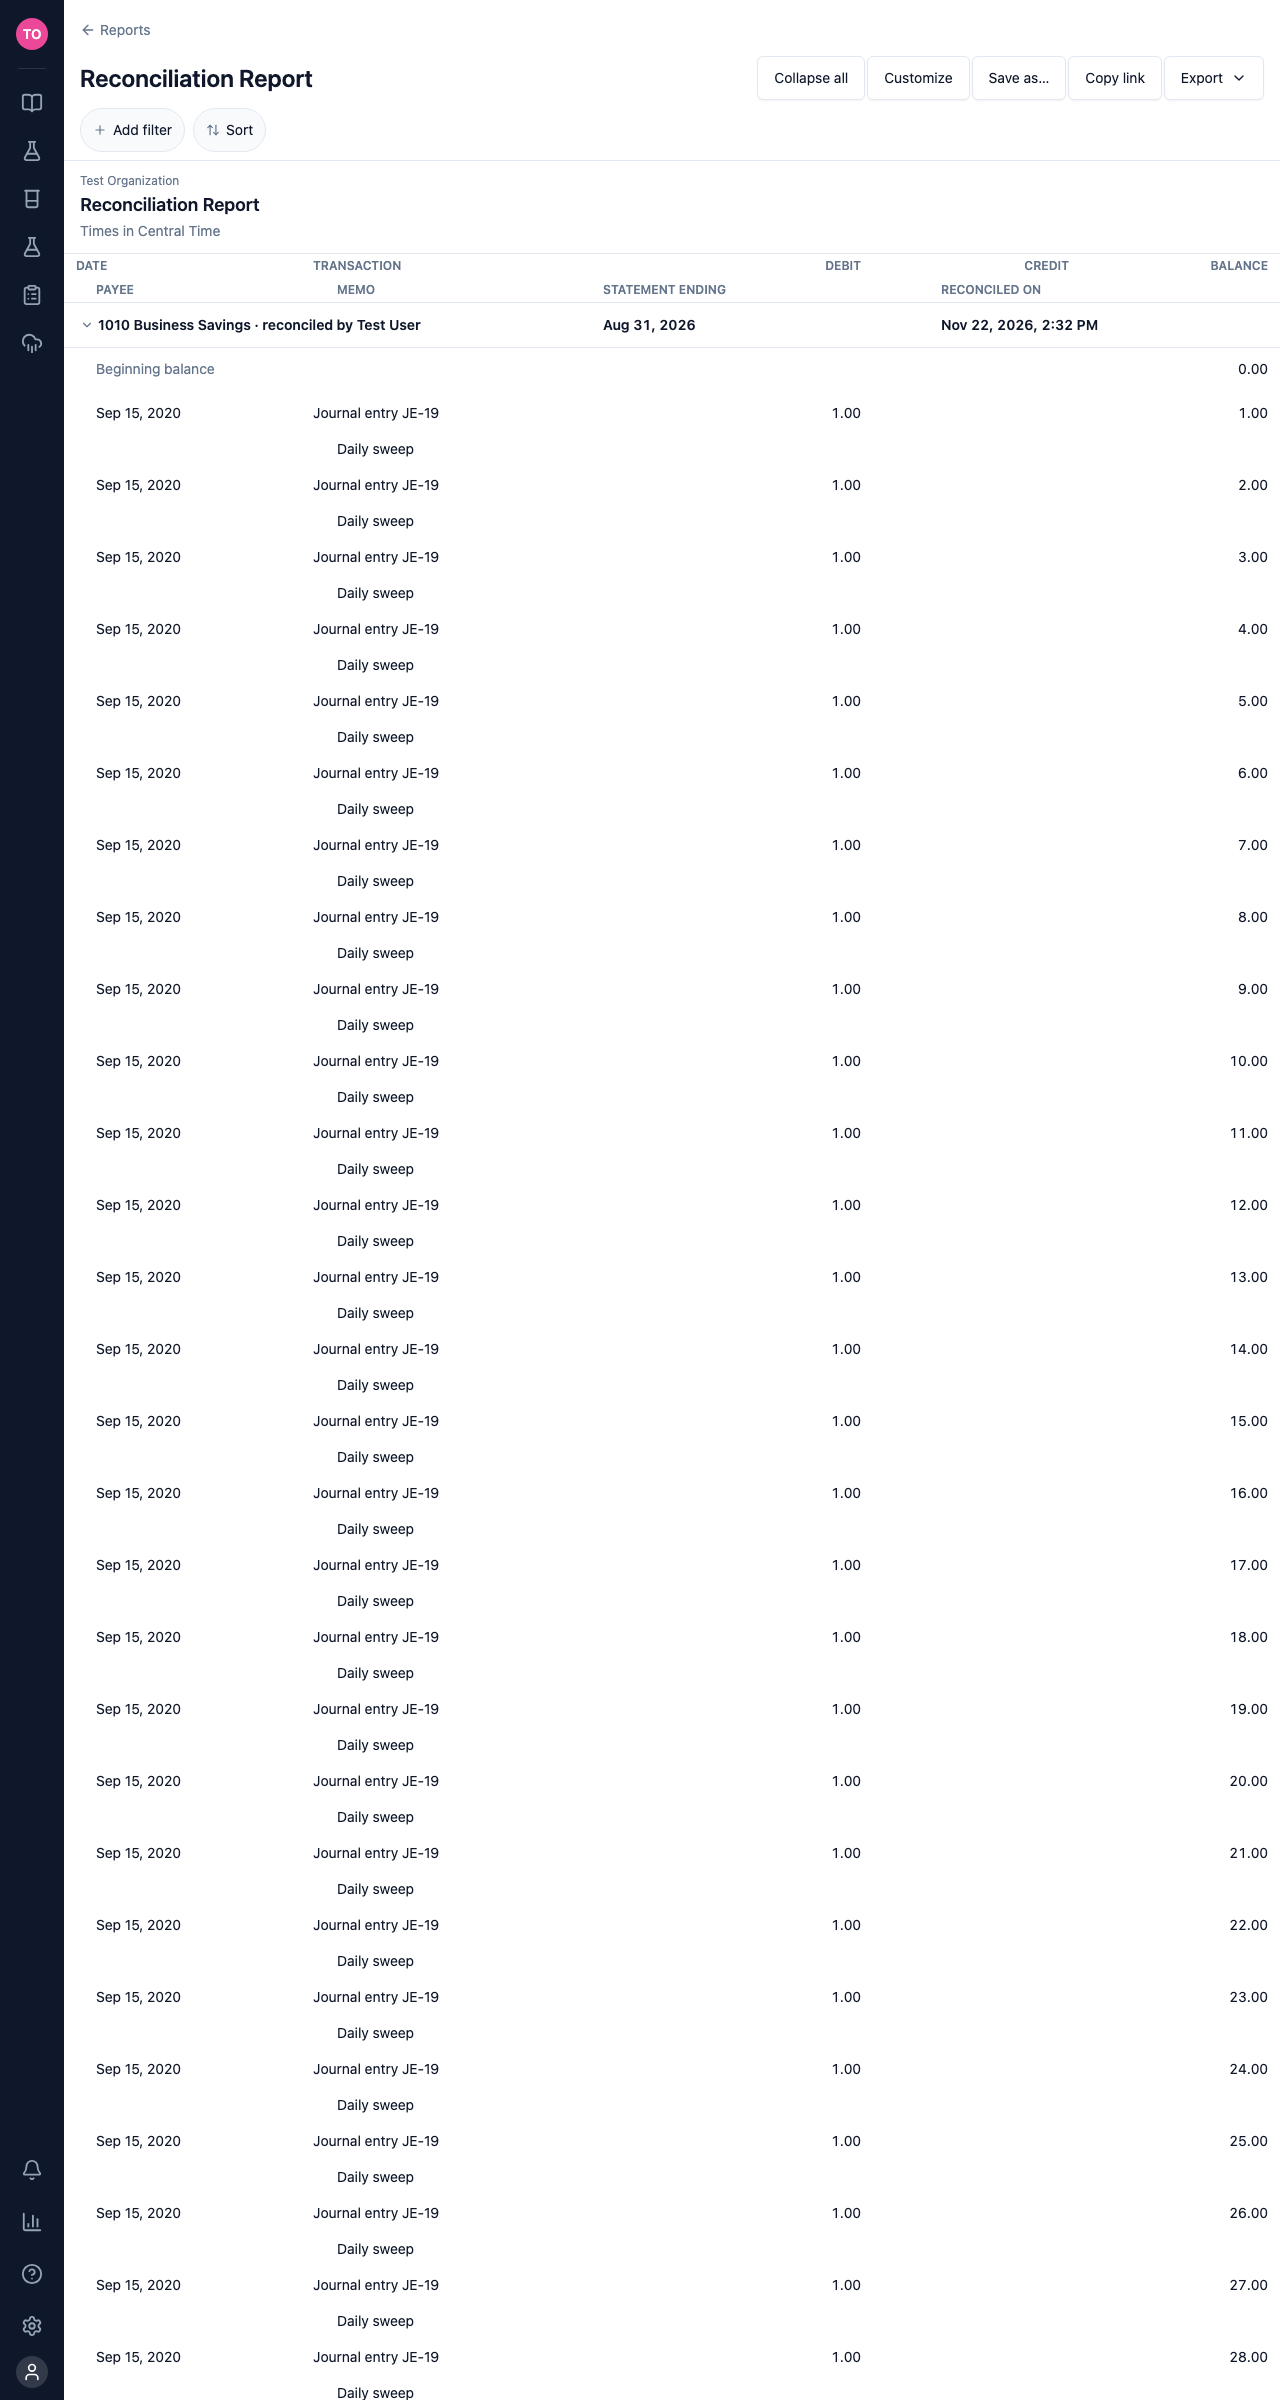 TO
Reports
Reconciliation Report
Collapse all Customize Save as... Copy link Export
Add filter Sort
Test Organization
Reconciliation Report
Times in Central Time
DATE TRANSACTION DEBIT CREDIT BALANCE
PAYEE MEMO STATEMENT ENDING RECONCILED ON
1010 Business Savings · reconciled by Test User Aug 31, 2026 Nov 22, 2026, 2:32 PM
Beginning balance 0.00
Sep 15, 2020 Journal entry JE-19 1.00 1.00
Daily sweep
Sep 15, 2020 Journal entry JE-19 1.00 2.00
Daily sweep
Sep 15, 2020 Journal entry JE-19 1.00 3.00
Daily sweep
Sep 15, 2020 Journal entry JE-19 1.00 4.00
Daily sweep
Sep 15, 2020 Journal entry JE-19 1.00 5.00
Daily sweep
Sep 15, 2020 Journal entry JE-19 1.00 6.00
Daily sweep
Sep 15, 2020 Journal entry JE-19 1.00 7.00
Daily sweep
Sep 15, 2020 Journal entry JE-19 1.00 8.00
Daily sweep
Sep 15, 2020 Journal entry JE-19 1.00 9.00
Daily sweep
Sep 15, 2020 Journal entry JE-19 1.00 10.00
Daily sweep
Sep 15, 2020 Journal entry JE-19 1.00 11.00
Daily sweep
Sep 15, 2020 Journal entry JE-19 1.00 12.00
Daily sweep
Sep 15, 2020 Journal entry JE-19 1.00 13.00
Daily sweep
Sep 15, 2020 Journal entry JE-19 1.00 14.00
Daily sweep
Sep 15, 2020 Journal entry JE-19 1.00 15.00
Daily sweep
Sep 15, 2020 Journal entry JE-19 1.00 16.00
Daily sweep
Sep 15, 2020 Journal entry JE-19 1.00 17.00
Daily sweep
Sep 15, 2020 Journal entry JE-19 1.00 18.00
Daily sweep
Sep 15, 2020 Journal entry JE-19 1.00 19.00
Daily sweep
Sep 15, 2020 Journal entry JE-19 1.00 20.00
Daily sweep
Sep 15, 2020 Journal entry JE-19 1.00 21.00
Daily sweep
Sep 15, 2020 Journal entry JE-19 1.00 22.00
Daily sweep
Sep 15, 2020 Journal entry JE-19 1.00 23.00
Daily sweep
Sep 15, 2020 Journal entry JE-19 1.00 24.00
Daily sweep
Sep 15, 2020 Journal entry JE-19 1.00 25.00
Daily sweep
Sep 15, 2020 Journal entry JE-19 1.00 26.00
Daily sweep
Sep 15, 2020 Journal entry JE-19 1.00 27.00
Daily sweep
Sep 15, 2020 Journal entry JE-19 1.00 28.00
Daily sweep